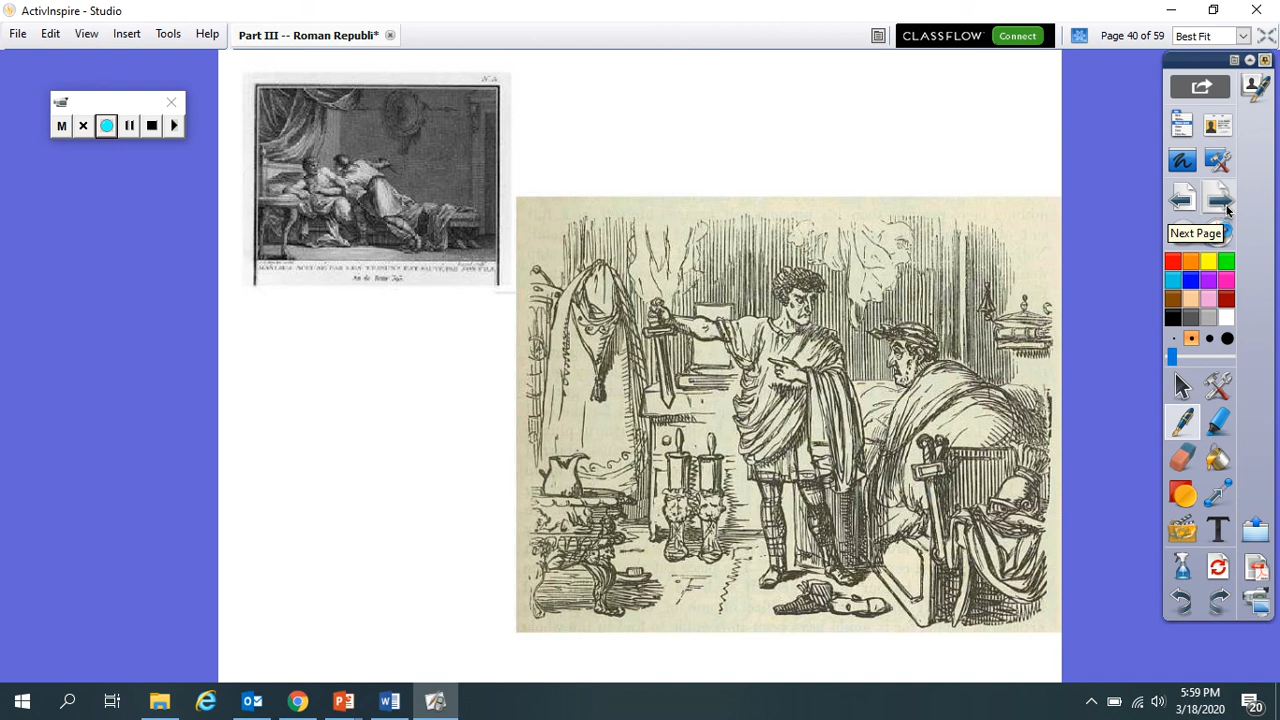 ActivInspire - Studio
File Edit View Insert Tools Help
Part III -- Roman Republi*
CLASSFLOW Connect
Page 40 of 59
Best Fit
M
Next Page
T
5:59 PM
3/18/2020
20